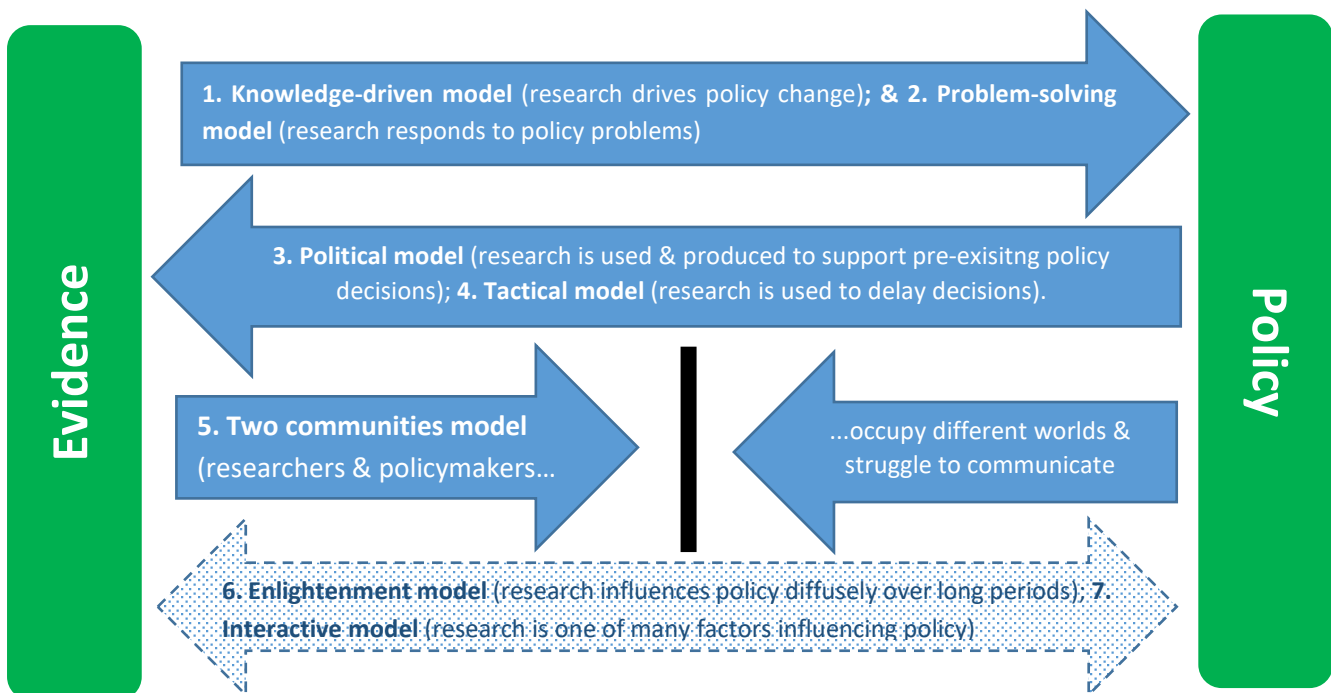 Evidence
1. Knowledge-driven model (research drives policy change); & 2. Problem-solving
model (research responds to policy problems)
3. Political model (research is used & produced to support pre-exisitng policy
decisions); 4. Tactical model (research is used to delay decisions).
5. Two communities model
(researchers & policymakers...
...occupy different worlds &
struggle to communicate
6. Enlightenment model (research influences policy diffusely over long periods); 7.
Interactive model (research is one of many factors influencing policy)
Policy